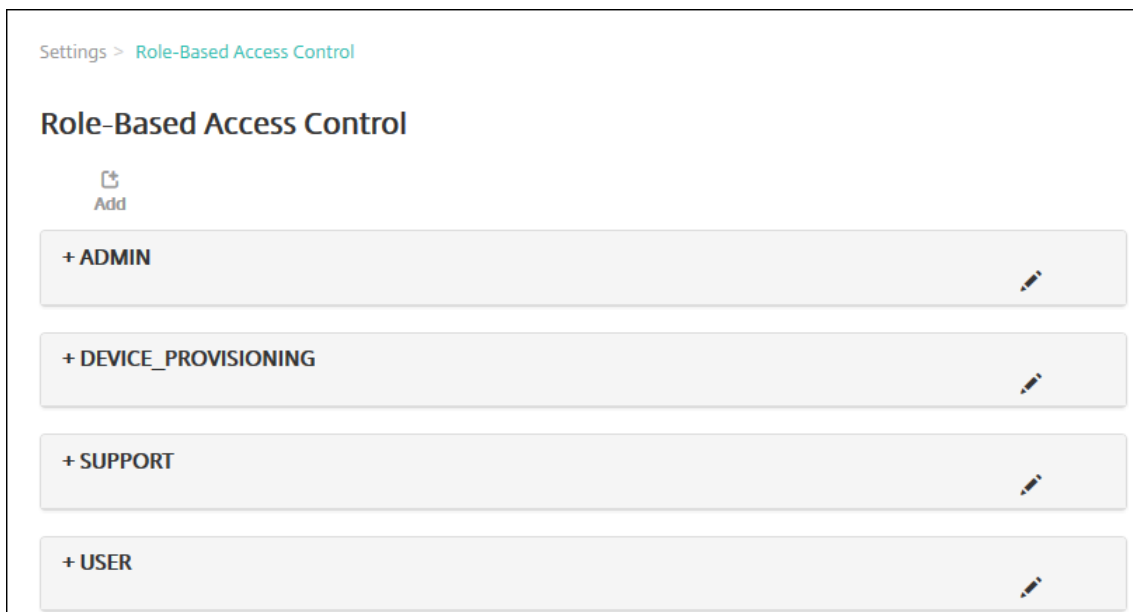 Settings > Role-Based Access Control
Role-Based Access Control
Add
+ ADMIN
+ DEVICE_PROVISIONING
+ SUPPORT
+ USER